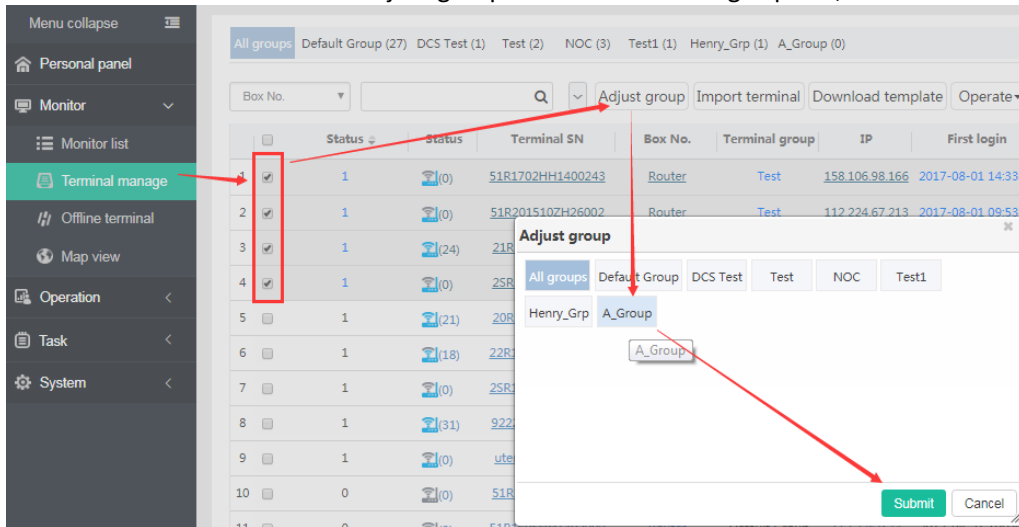 Menu collapse
Personal panel
Monitor
Monitor list
Terminal manage
Offline terminal
Map view
Operation
Task
System
All groups Default Group (27) DCS Test (1) Test (2) NOC (3) Test1 (1) Henry_Grp (1) A_Group (0)
Box No. Adjust group Import terminal Download template Operate
Status Status Terminal SN Box No. Terminal group IP First login
1 1 (0) 51R1702HH1400243 Router Test 158.106.98.166 2017-08-01 14:33
2 1 (0) 51R201510ZH26002 Router Test 112.224.67.213 2017-08-01 09:53
3 1 (24) 21R
4 1 (0) 2SR
5 1 (21) 20R
6 1 (18)
7 1 (0)
8 1 (31)
9 1 (0) ute
10 0 (0) 51R
Adjust group
All groups Default Group DCS Test Test NOC Test1
Henry_Grp A_Group
A_Group
Submit Cancel